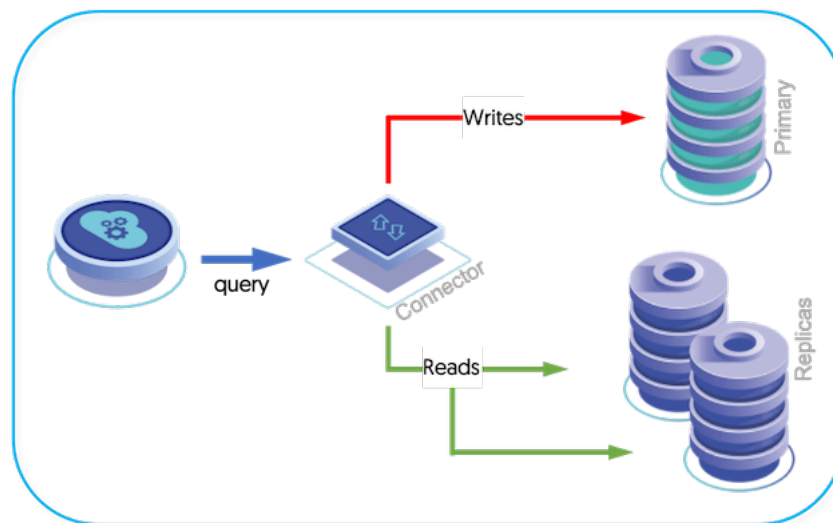 Writes
Primary
query
Connector
Reads
Replicas